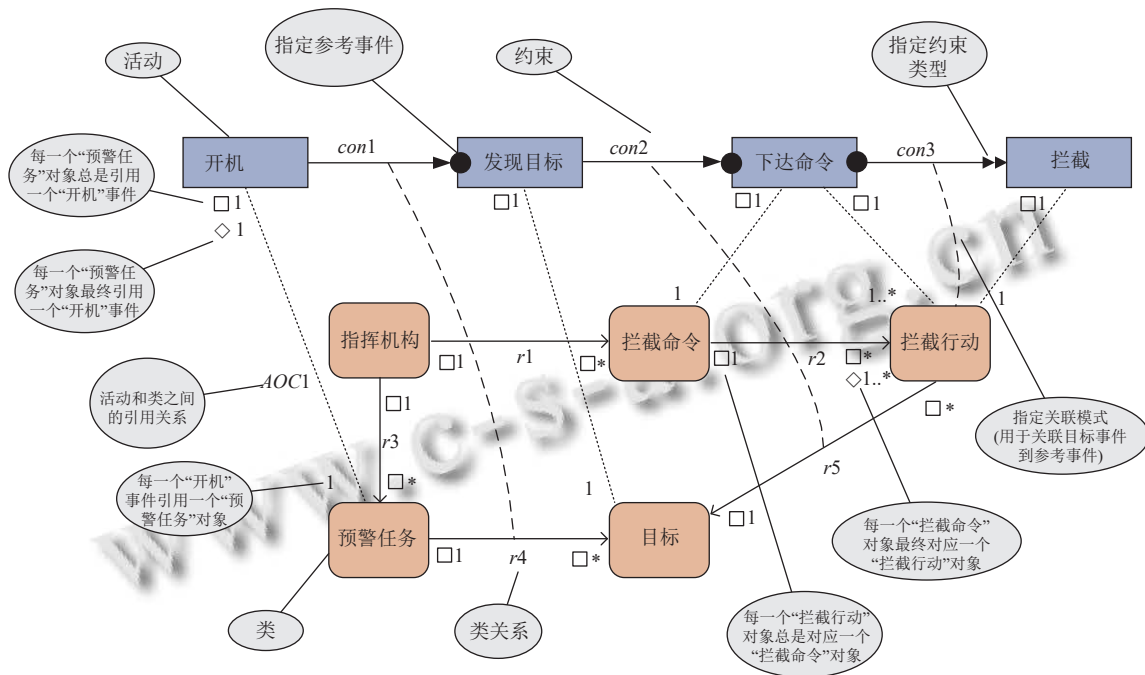 活动
指定参考事件
约束
指定约束
类型
开机
con1
发现目标
con2
下达命令
con3
拦截
每一个“预警任
务”对象总是引用
一个“开机”事件
□1
◇1
□1
□1
□1
□1
每一个“预警任
务”对象最终引用
一个“开机”事件
1
1..*
1
指挥机构
□1
r1
□*
拦截命令
□1
r2
□*
◇1..*
拦截行动
活动和类之间
的引用关系
AOC1
□1
r3
□*
□*
指定关联模式
(用于关联目标事件
到参考事件)
r5
每一个“开机”
事件引用一个“预
警任务”对象
1
1
□1
预警任务
□1
r4
□*
目标
每一个“拦截命令”
对象最终对应一个
“拦截行动”对象
类
类关系
每一个“拦截行动”
对象总是对应一个
“拦截命令”对象
www.c-s-a.org.cn